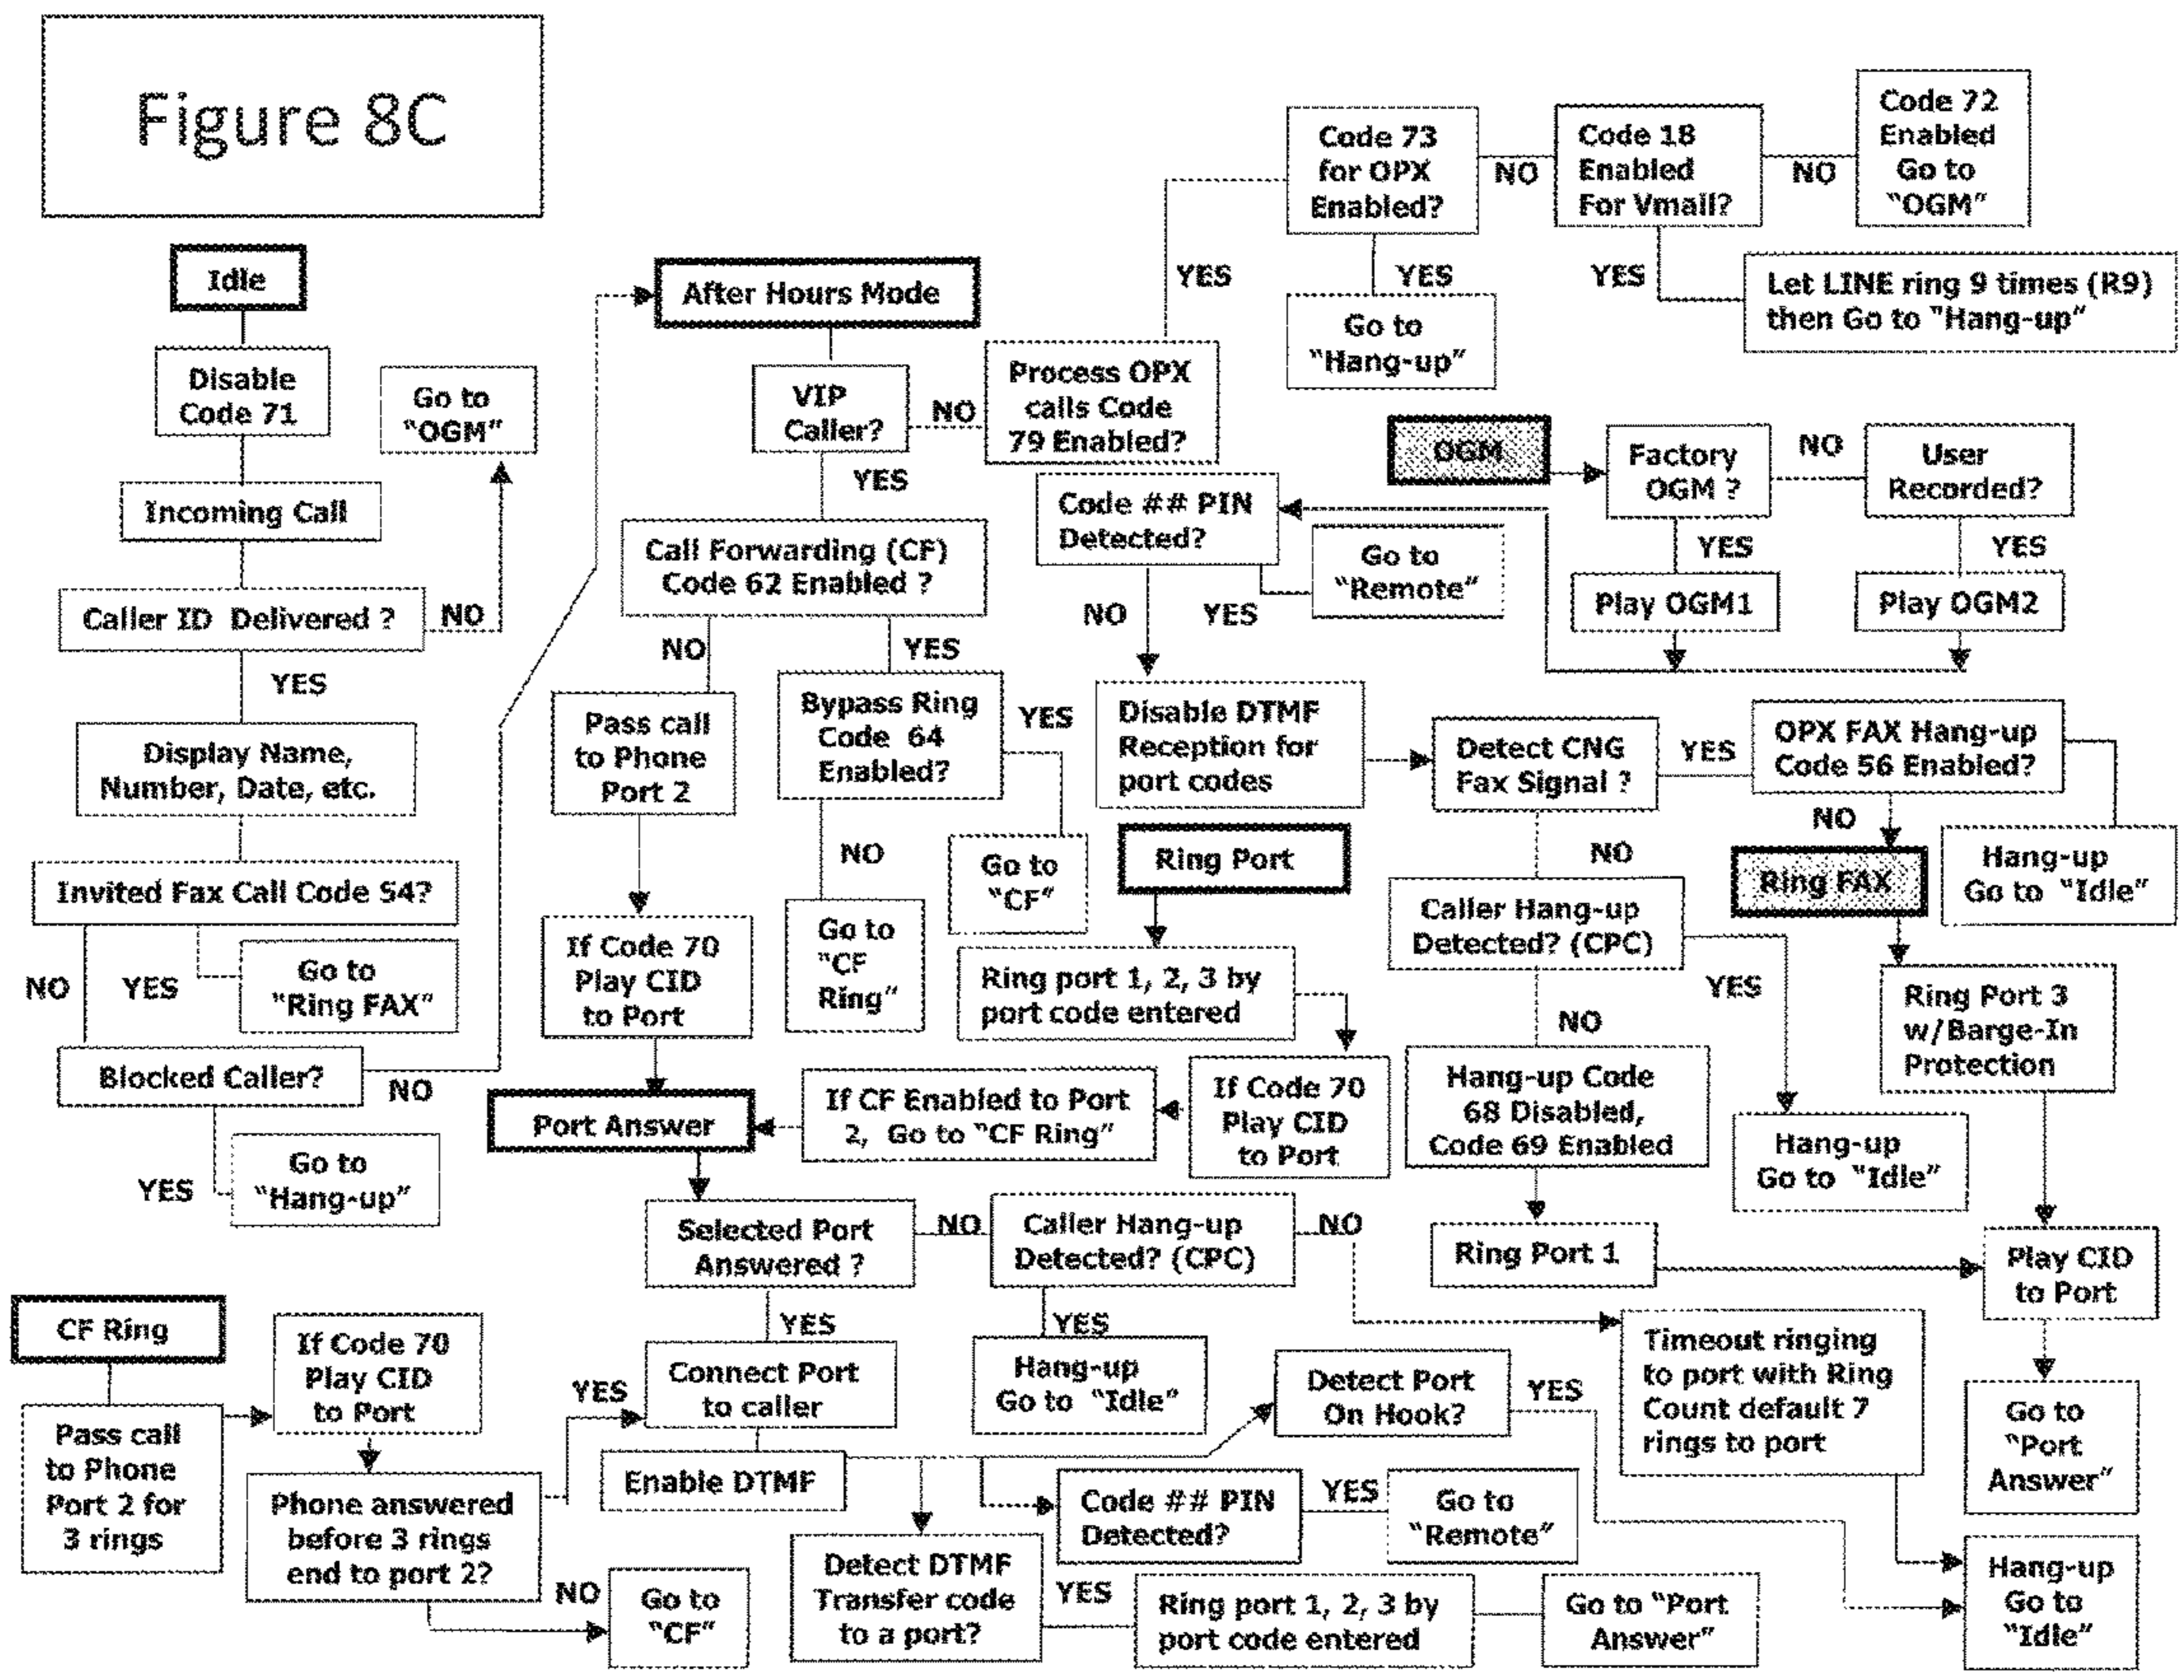 Figure 8C
Idle
Disable
Code 71
Incoming Call
Caller ID Delivered ?
NO
Go to
"OGM"
YES
Display Name,
Number, Date, etc.
Invited Fax Call Code 54?
NO
YES
Go to
"Ring FAX"
Blocked Caller?
NO
YES
Go to
"Hang-up"
After Hours Mode
VIP
Caller?
NO
YES
Process OPX
calls Code
79 Enabled?
YES
Code 73
for OPX
Enabled?
NO
YES
Go to
"Hang-up"
Code 18
Enabled
For Vmail?
NO
YES
Code 72
Enabled
Go to
"OGM"
Let LINE ring 9 times (R9)
then Go to "Hang-up"
Call Forwarding (CF)
Code 62 Enabled ?
NO
YES
Pass call
to Phone
Port 2
Bypass Ring
Code 64
Enabled?
YES
Go to
"CF"
NO
Go to
"CF
Ring"
If Code 70
Play CID
to Port
OGM
Factory
OGM ?
NO
User
Recorded?
YES
YES
Play OGM1
Play OGM2
Code ## PIN
Detected?
Go to
"Remote"
NO
YES
Disable DTMF
Reception for
port codes
Detect CNG
Fax Signal ?
YES
OPX FAX Hang-up
Code 56 Enabled?
NO
Hang-up
Go to "Idle"
Ring FAX
Ring Port 3
w/Barge-In
Protection
NO
Caller Hang-up
Detected? (CPC)
YES
Hang-up
Go to "Idle"
NO
Hang-up Code
68 Disabled,
Code 69 Enabled
Ring Port 1
Play CID
to Port
Go to
"Port
Answer"
Ring Port
Ring port 1, 2, 3 by
port code entered
If Code 70
Play CID
to Port
If CF Enabled to Port
2, Go to "CF Ring"
Port Answer
Selected Port
Answered ?
NO
Caller Hang-up
Detected? (CPC)
NO
YES
YES
Hang-up
Go to "Idle"
Timeout ringing
to port with Ring
Count default 7
rings to port
Connect Port
to caller
Enable DTMF
Detect Port
On Hook?
YES
Code ## PIN
Detected?
YES
Go to
"Remote"
Detect DTMF
Transfer code
to a port?
YES
Ring port 1, 2, 3 by
port code entered
Go to "Port
Answer"
Hang-up
Go to
"Idle"
CF Ring
Pass call
to Phone
Port 2 for
3 rings
If Code 70
Play CID
to Port
Phone answered
before 3 rings
end to port 2?
YES
NO
Go to
"CF"